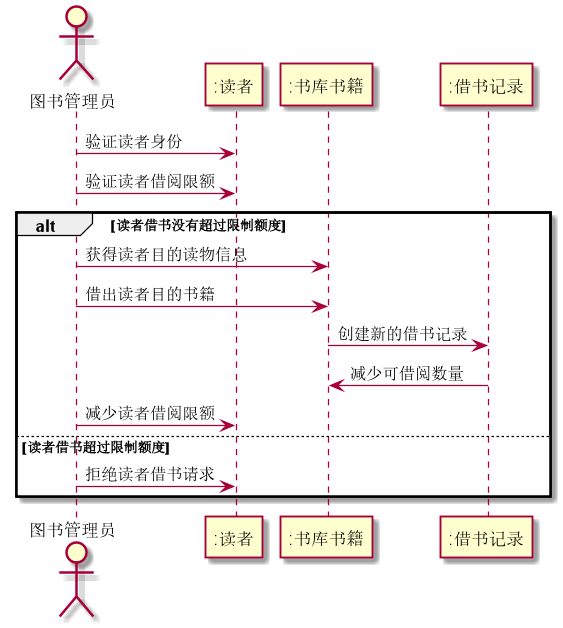 图书管理员
:读者
:书库书籍
:借书记录
验证读者身份
验证读者借阅限额
alt
[读者借书没有超过限制额度]
获得读者目的读物信息
借出读者目的书籍
创建新的借书记录
减少可借阅数量
减少读者借阅限额
[读者借书超过限制额度]
拒绝读者借书请求
图书管理员
:读者
:书库书籍
:借书记录